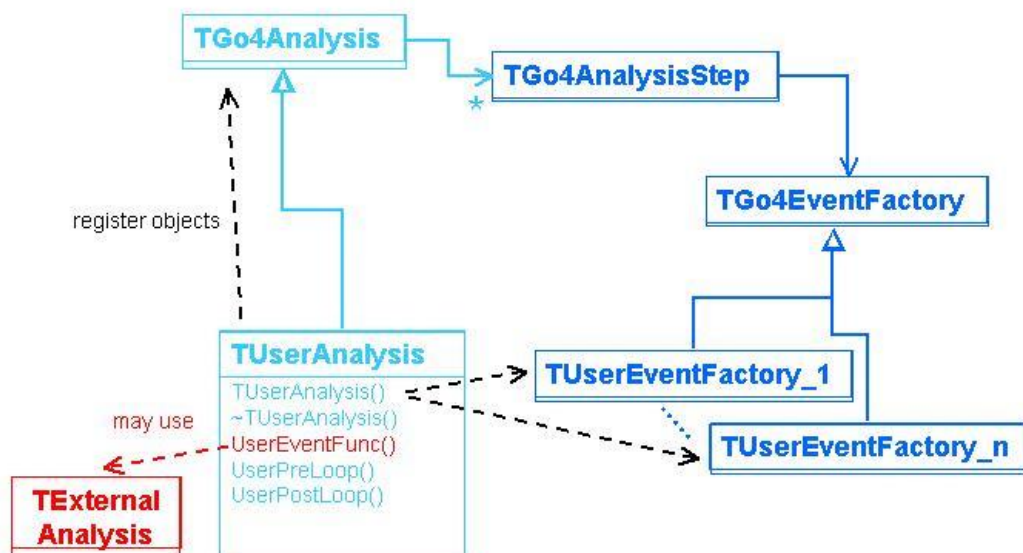 TGo4Analysis
TGo4AnalysisStep
*
TGo4EventFactory
register objects
TUserAnalysis
TUserAnalysis()
~TUserAnalysis()
UserEventFunc()
UserPreLoop()
UserPostLoop()
TUserEventFactory_1
TUserEventFactory_n
may use
TExternal
Analysis